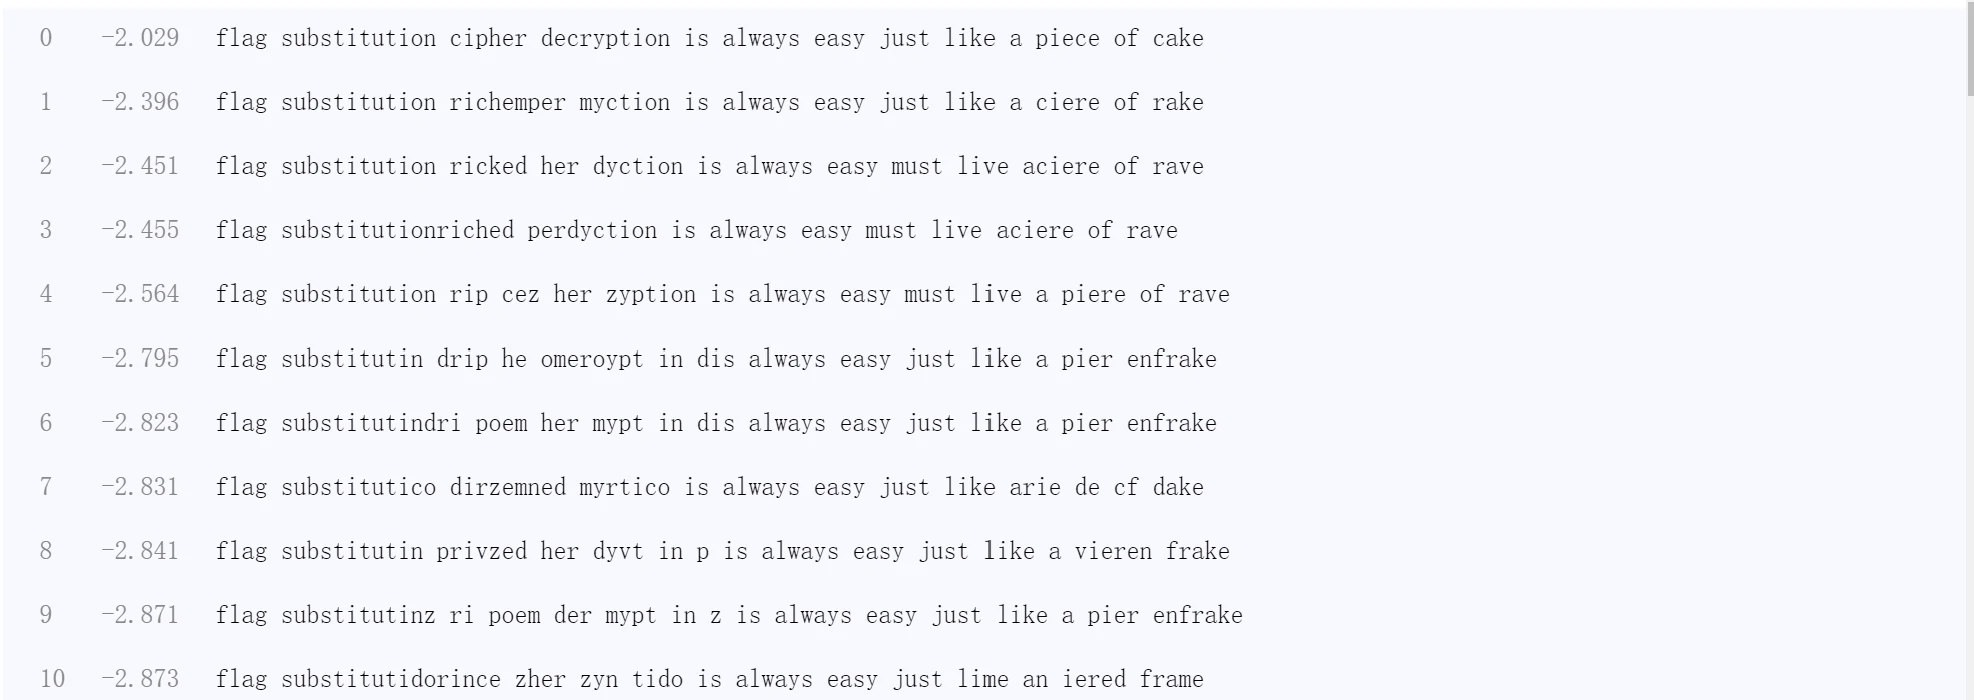 0 -2.029 flag substitution cipher decryption is always easy just like a piece of cake
1 -2.396 flag substitution richemper myction is always easy just like a ciere of rake
2 -2.451 flag substitution ricked her dyction is always easy must live aciere of rave
3 -2.455 flag substitutionriched perdyction is always easy must live aciere of rave
4 -2.564 flag substitution rip cez her zyption is always easy must live a piere of rave
5 -2.795 flag substitutin drip he omeroypt in dis always easy just like a pier enfrake
6 -2.823 flag substitutindri poem her mypt in dis always easy just like a pier enfrake
7 -2.831 flag substitutico dirzemned myrtico is always easy just like arie de cf dake
8 -2.841 flag substitutin privzed her dyvt in p is always easy just like a vieren frake
9 -2.871 flag substitutinz ri poem der mypt in z is always easy just like a pier enfrake
10 -2.873 flag substitutidorince zher zyn tido is always easy just lime an iered frame